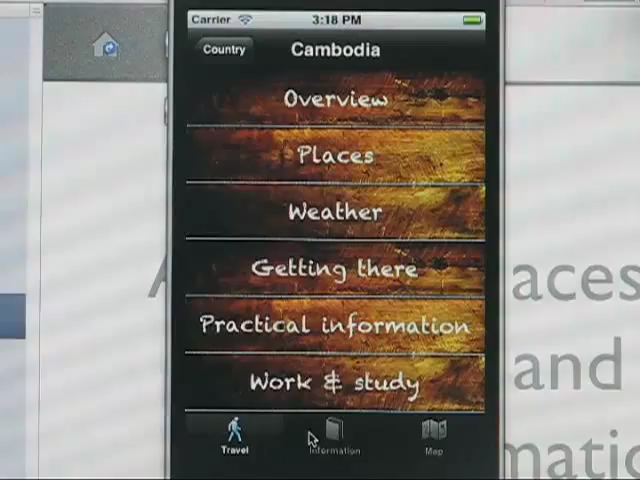 Carrier 3:18 PM
Country Cambodia
Overview
Places
Weather
Getting there
Practical information
Work & study
Travel Information Map
aces
and
matic